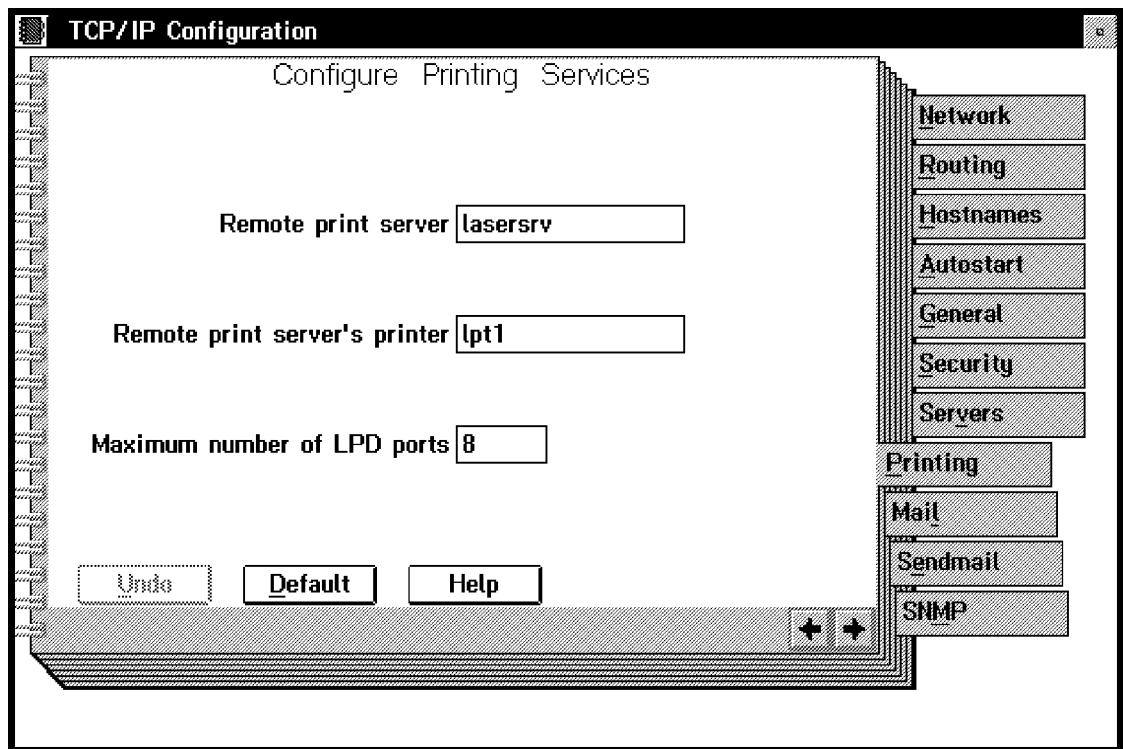 TCP/IP Configuration
Configure Printing Services
Remote print server lasersrv
Remote print server's printer lpt1
Maximum number of LPD ports 8
Undo Default Help
Network
Routing
Hostnames
Autostart
General
Security
Servers
Printing
Mail
Sendmail
SNMP